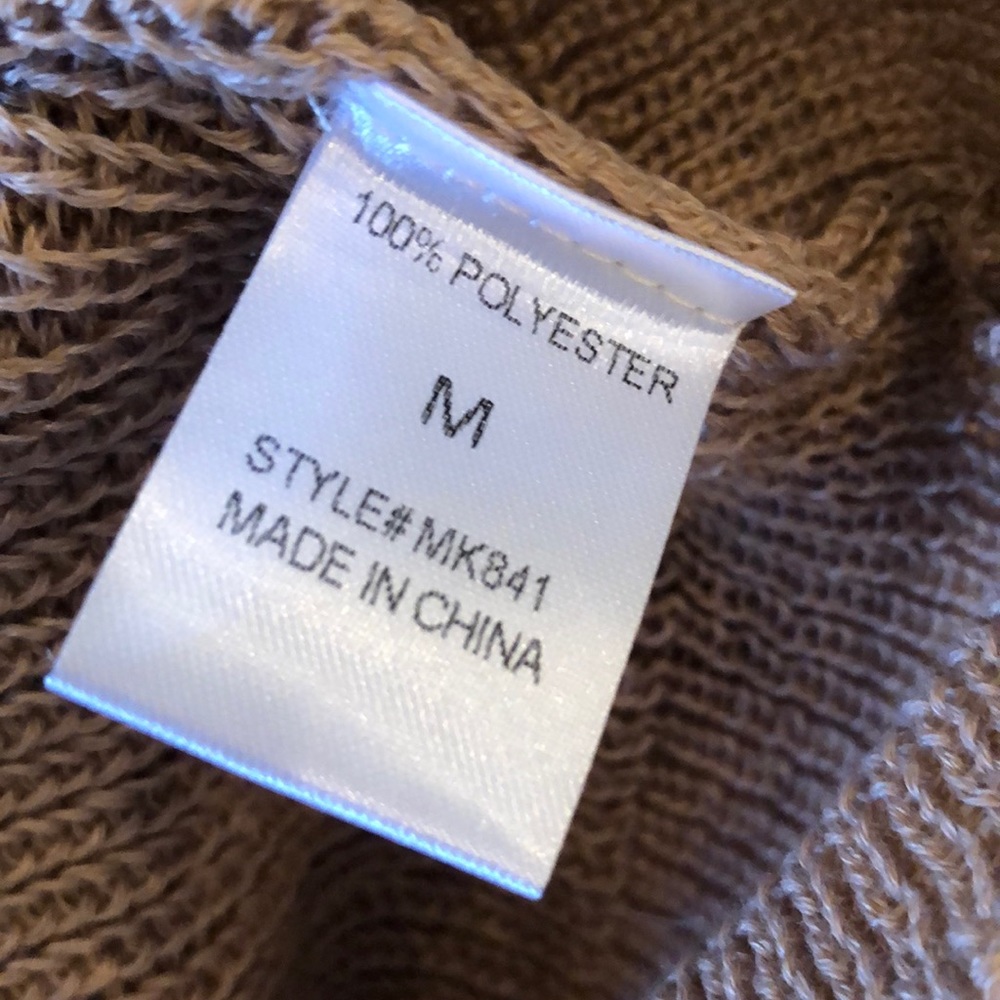 100% POLYESTER
M
STYLE# MK841
MADE IN CHINA